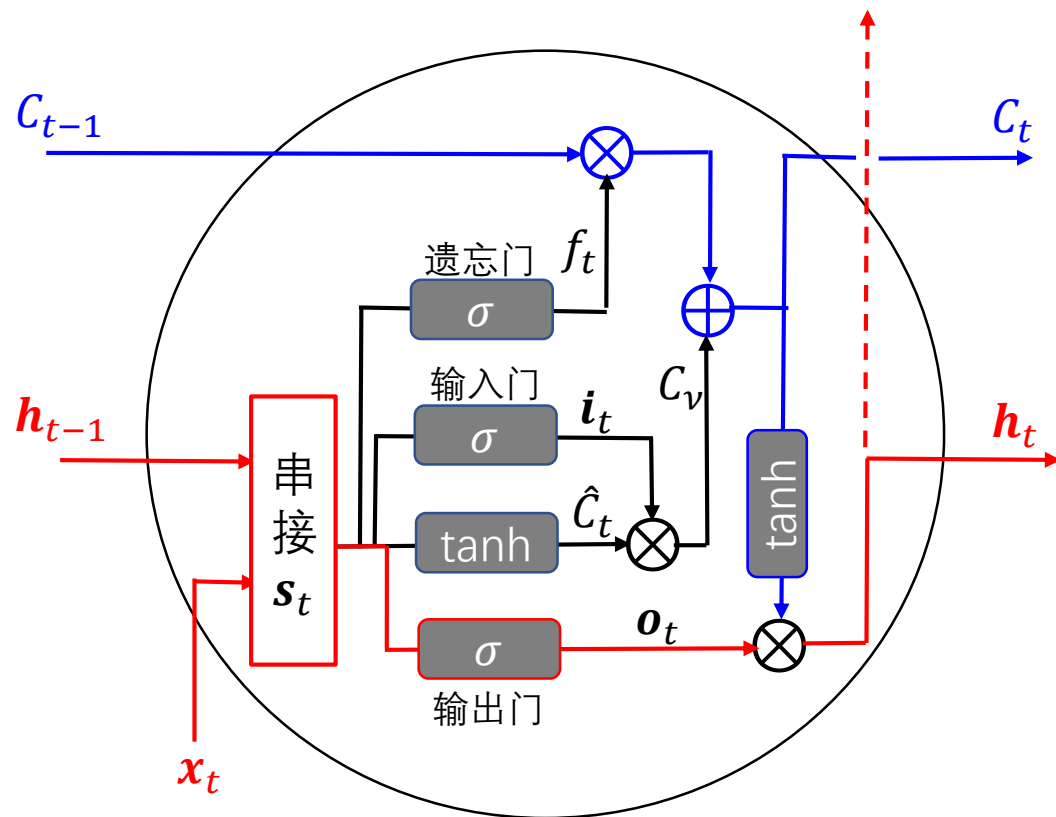 C_{t−1}
C_t
遗忘门
f_t
σ
输入门
C_v
h_{t−1}
i_t
h_t
σ
串
接
s_t
Ĉ_t
tanh
tanh
o_t
σ
输出门
x_t